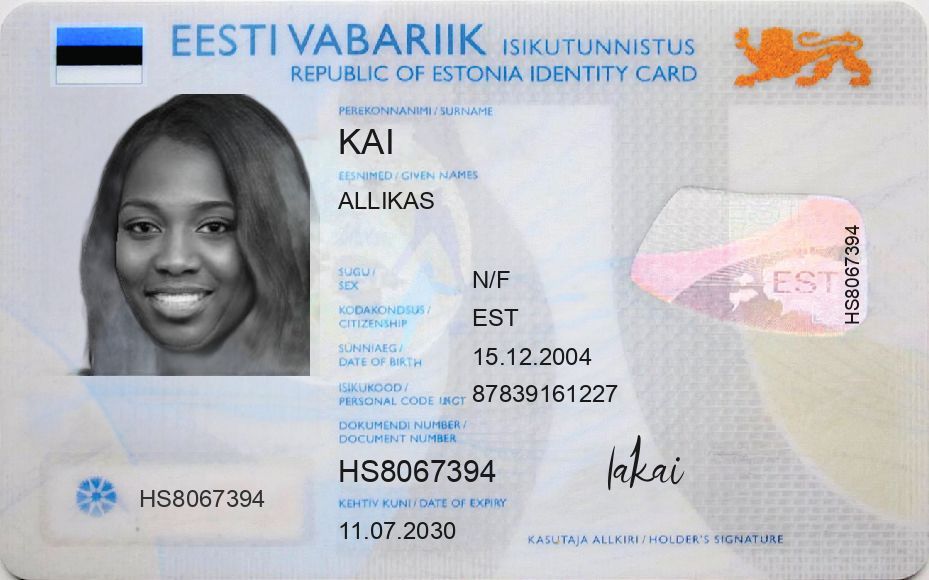 EESTI VABARIIK ISIKUTUNNISTUS
REPUBLIC OF ESTONIA IDENTITY CARD
PEREKONNANIMI / SURNAME
KAI
EESNIMED / GIVEN NAMES
ALLIKAS
SUGU /
SEX
N/F
KODAKONDSUS /
CITIZENSHIP
EST
SÜNNIAEG /
DATE OF BIRTH
15.12.2004
ISIKUKOOD /
PERSONAL CODE
87839161227
DOKUMENDI NUMBER /
DOCUMENT NUMBER
HS8067394
KEHTIV KUNI / DATE OF EXPIRY
11.07.2030
HS8067394
EST
HS8067394
lakai
KASUTAJA ALLKIRI / HOLDER'S SIGNATURE